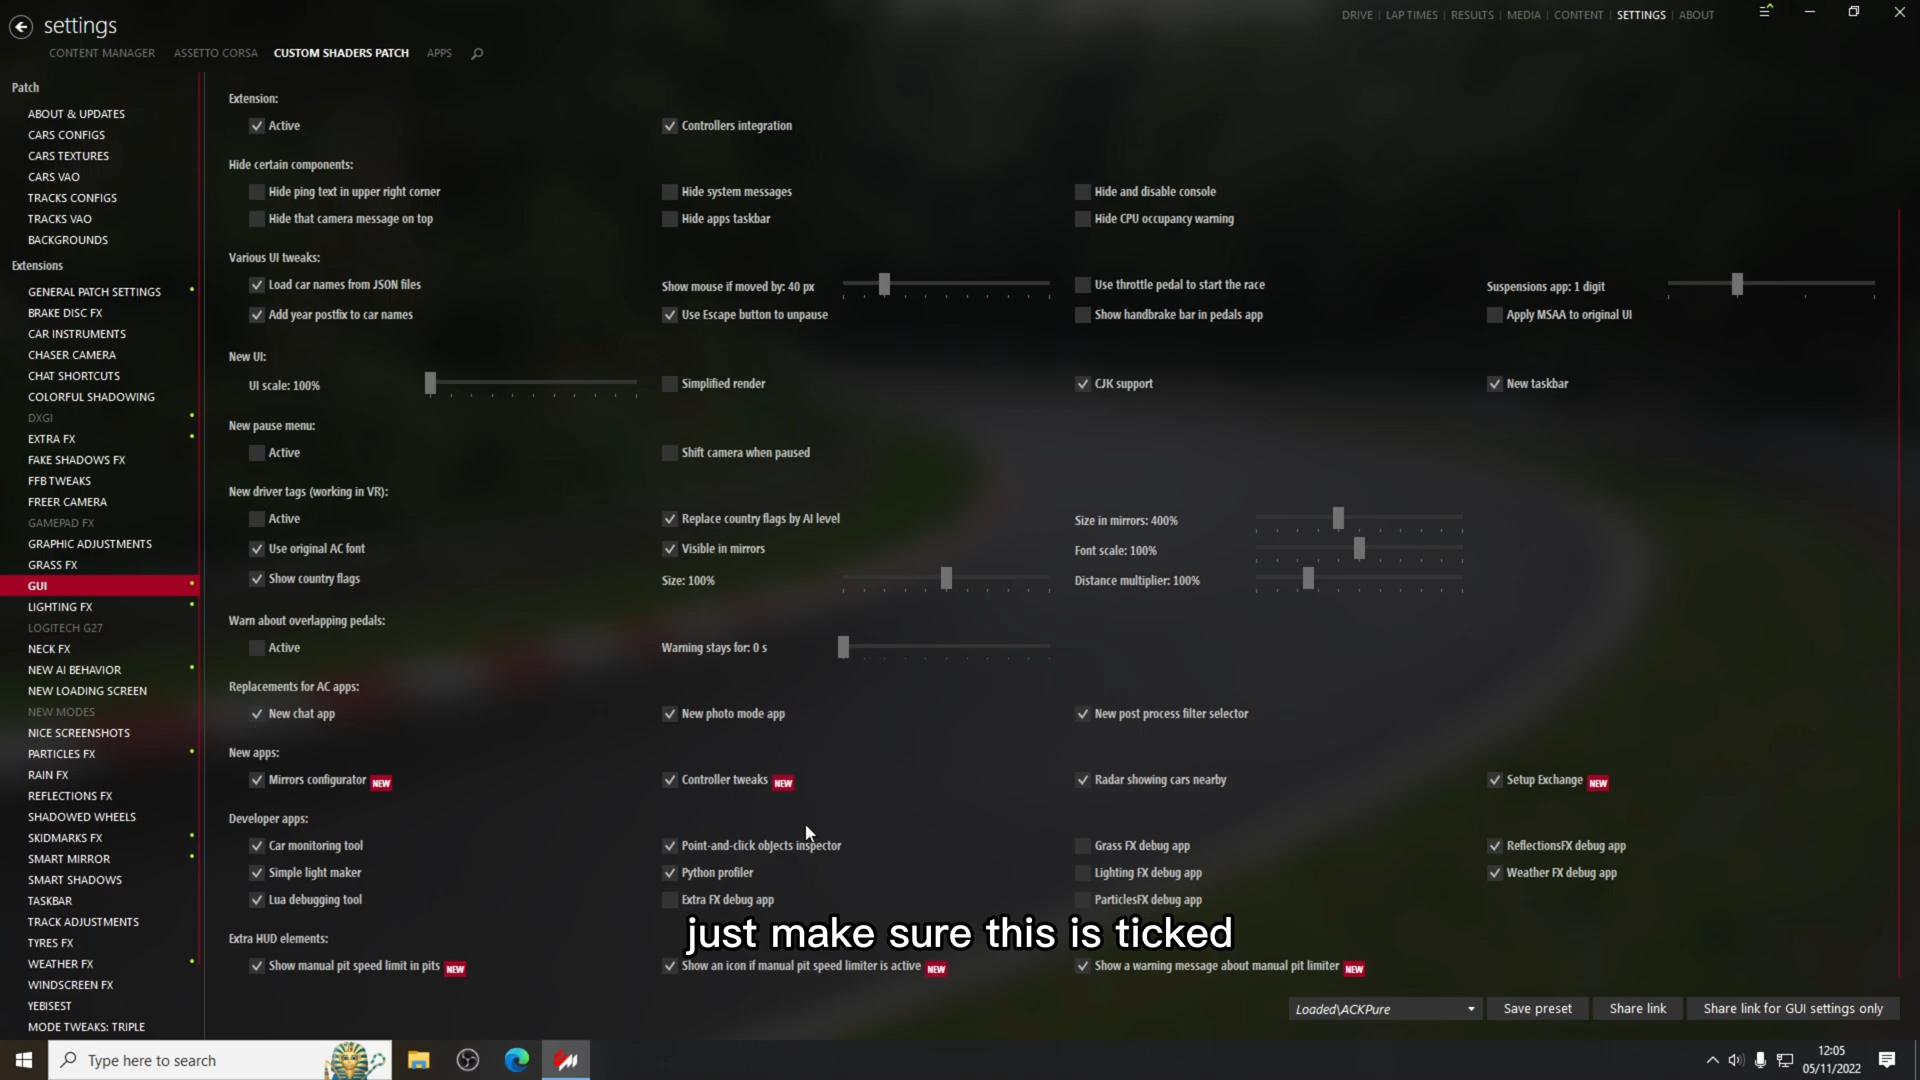 settings
DRIVE | LAP TIMES | RESULTS | MEDIA | CONTENT | SETTINGS | ABOUT
CONTENT MANAGER ASSETTO CORSA CUSTOM SHADERS PATCH APPS
Patch
ABOUT & UPDATES
CARS CONFIGS
CARS TEXTURES
CARS VAO
TRACKS CONFIGS
TRACKS VAO
BACKGROUNDS
Extensions
GENERAL PATCH SETTINGS
BRAKE DISC FX
CAR INSTRUMENTS
CHASER CAMERA
CHAT SHORTCUTS
COLORFUL SHADOWING
DXGI
EXTRA FX
FAKE SHADOWS FX
FFB TWEAKS
FREER CAMERA
GAMEPAD FX
GRAPHIC ADJUSTMENTS
GRASS FX
GUI
LIGHTING FX
LOGITECH G27
NECK FX
NEW AI BEHAVIOR
NEW LOADING SCREEN
NEW MODES
NICE SCREENSHOTS
PARTICLES FX
RAIN FX
REFLECTIONS FX
SHADOWED WHEELS
SKIDMARKS FX
SMART MIRROR
SMART SHADOWS
TASKBAR
TRACK ADJUSTMENTS
TYRES FX
WEATHER FX
WINDSCREEN FX
YEBISEST
MODE TWEAKS: TRIPLE
Extension:
Active Controllers integration
Hide certain components:
Hide ping text in upper right corner Hide system messages Hide and disable console
Hide that camera message on top Hide apps taskbar Hide CPU occupancy warning
Various UI tweaks:
Load car names from JSON files Show mouse if moved by: 40 px Use throttle pedal to start the race Suspensions app: 1 digit
Add year postfix to car names Use Escape button to unpause Show handbrake bar in pedals app Apply MSAA to original UI
New UI:
UI scale: 100% Simplified render CJK support New taskbar
New pause menu:
Active Shift camera when paused
New driver tags (working in VR):
Active Replace country flags by AI level Size in mirrors: 400%
Use original AC font Visible in mirrors Font scale: 100%
Show country flags Size: 100% Distance multiplier: 100%
Warn about overlapping pedals:
Active Warning stays for: 0 s
Replacements for AC apps:
New chat app New photo mode app New post process filter selector
New apps:
Mirrors configurator NEW Controller tweaks NEW Radar showing cars nearby Setup Exchange NEW
Developer apps:
Car monitoring tool Point-and-click objects inspector Grass FX debug app ReflectionsFX debug app
Simple light maker Python profiler Lighting FX debug app Weather FX debug app
Lua debugging tool Extra FX debug app ParticlesFX debug app
just make sure this is ticked
Extra HUD elements:
Show manual pit speed limit in pits NEW Show an icon if manual pit speed limiter is active NEW Show a warning message about manual pit limiter NEW
Loaded\ACKPure Save preset Share link Share link for GUI settings only
Type here to search
12:05
05/11/2022